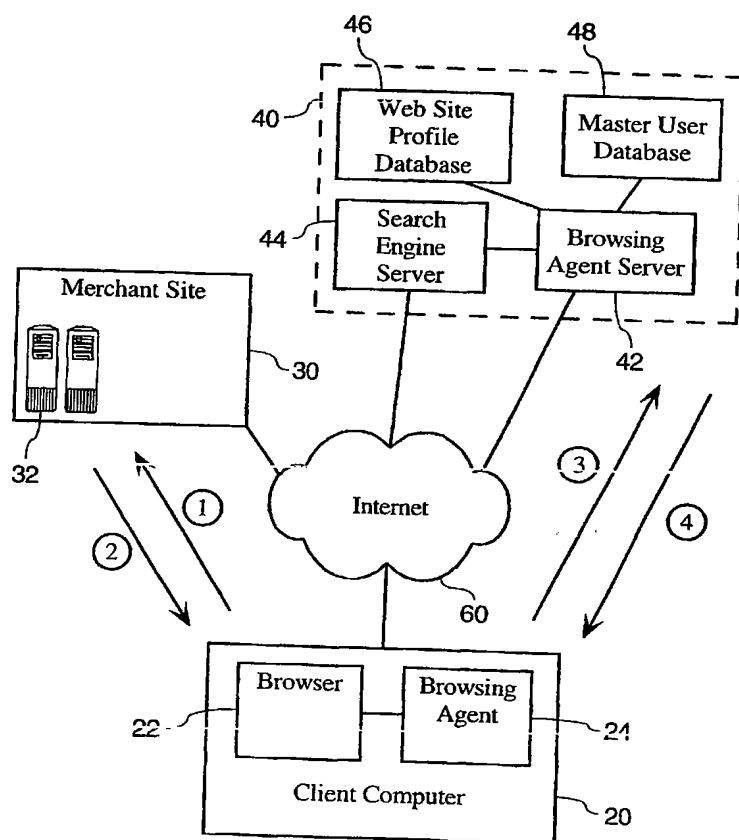 46
48
40
Web Site
Profile
Database
Master User
Database
44
Search
Engine
Server
Browsing
Agent Server
42
Merchant Site
30
32
Internet
60
1
2
3
4
Browser
Browsing
Agent
22
24
Client Computer
20